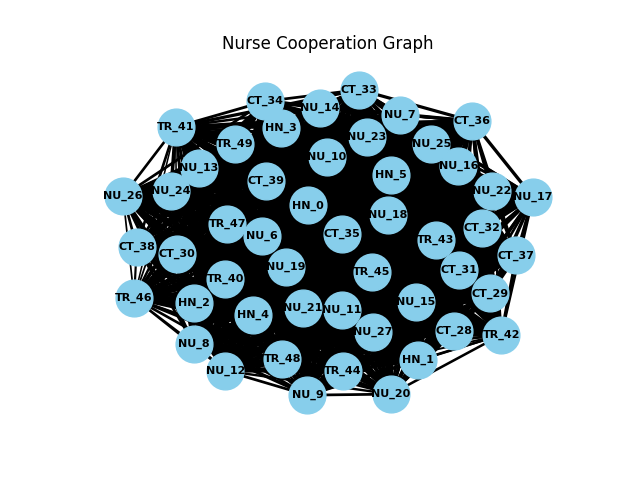 Nurse Cooperation Graph
CT_33
CT_34
NU_14
NU_7
CT_36
TR_41
HN_3
NU_23
TR_49
NU_25
NU_10
NU_16
NU_13
HN_5
CT_39
NU_24
NU_22
NU_26
NU_17
HN_0
NU_18
TR_47
CT_32
CT_35
NU_6
TR_43
CT_38
CT_30
CT_37
NU_19
CT_31
TR_45
TR_40
CT_29
TR_46
HN_2
NU_15
NU_21
NU_11
HN_4
CT_28
NU_27
TR_42
NU_8
TR_48
HN_1
NU_12
TR_44
NU_20
NU_9